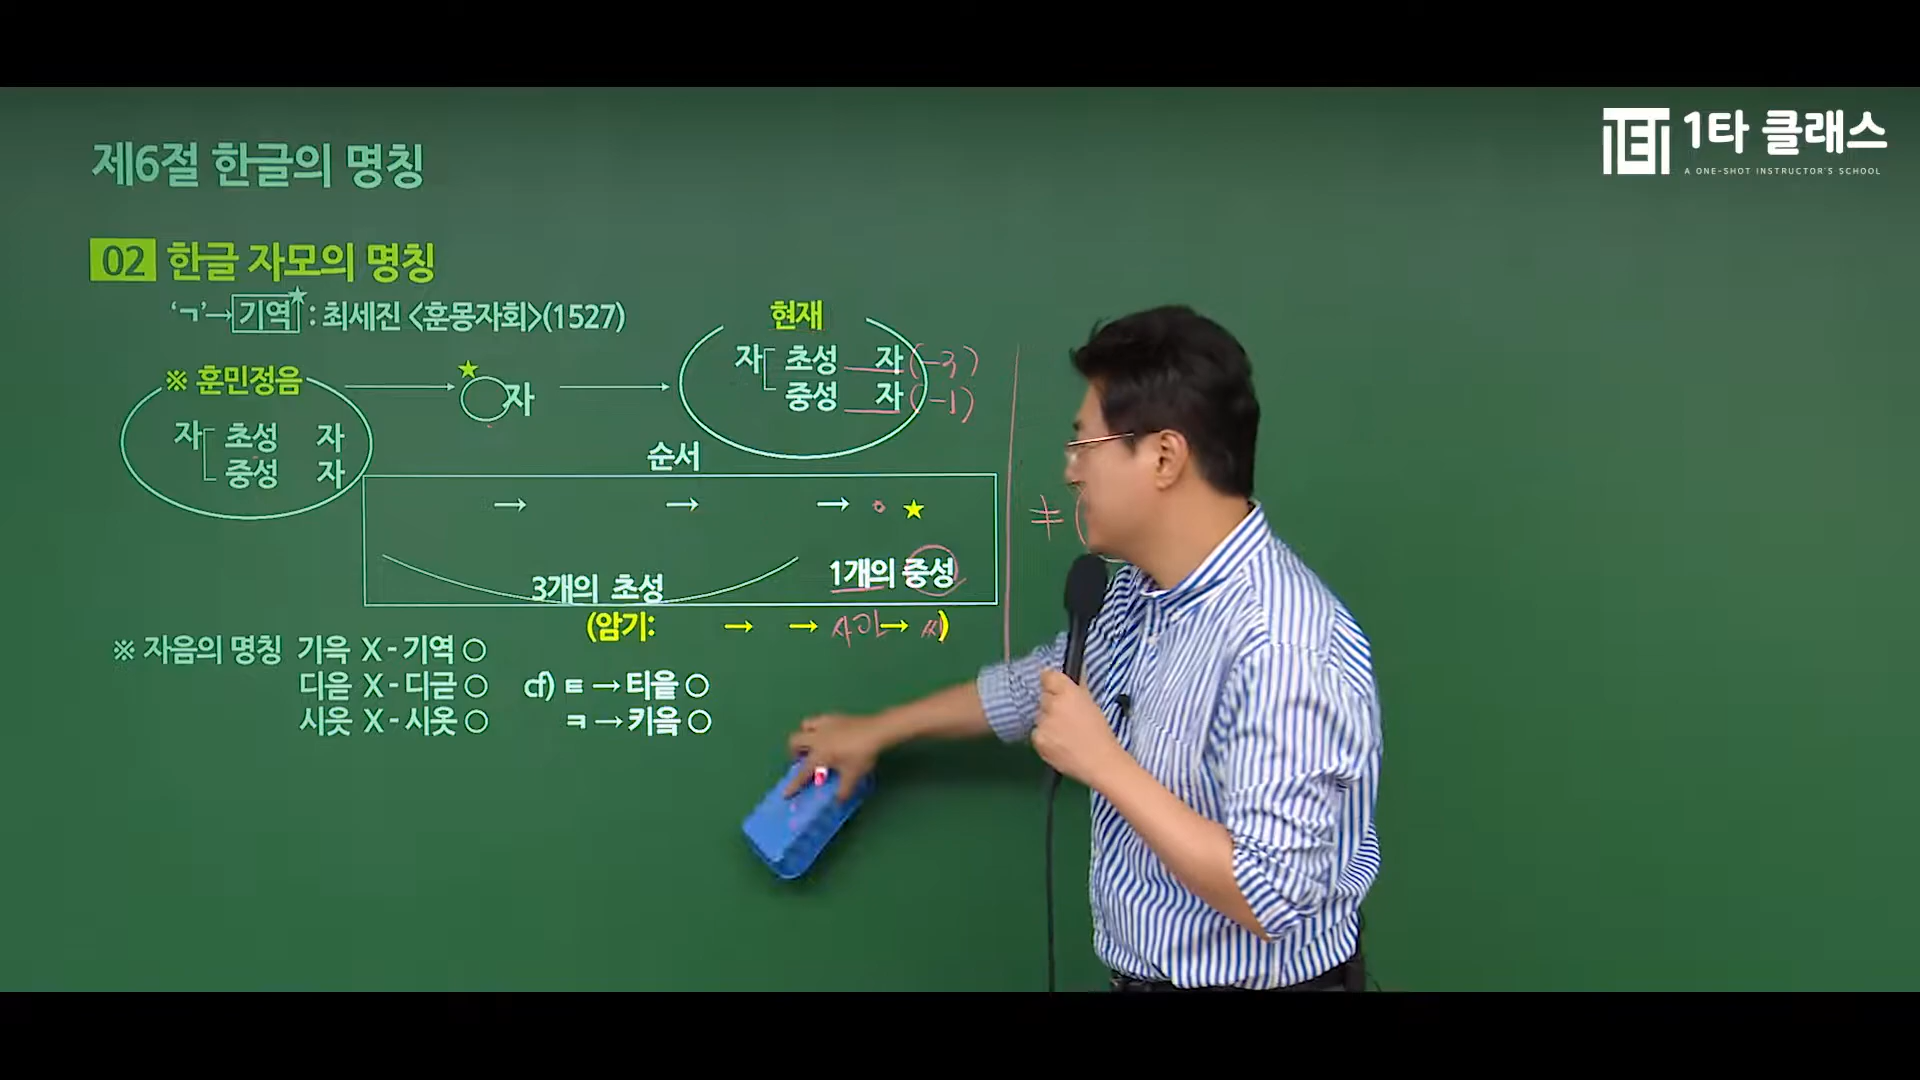 1타 클래스
A ONE-SHOT INSTRUCTOR'S SCHOOL
제6절 한글의 명칭
02 한글 자모의 명칭
'ㄱ'→기역★ : 최세진 <훈몽자회>(1527)
※ 훈민정음
자 초성 자
중성 자
★
○자
현재
자 초성 자 (-3)
중성 자 (-1)
순서
→ → → ★
3개의 초성 1개의 중성
(암기: → → → )
※ 자음의 명칭 기윽 X - 기역 ○
디읃 X - 디귿 ○ cf) ㅌ → 티읕 ○
시읏 X - 시옷 ○ ㅋ → 키읔 ○
≠ (